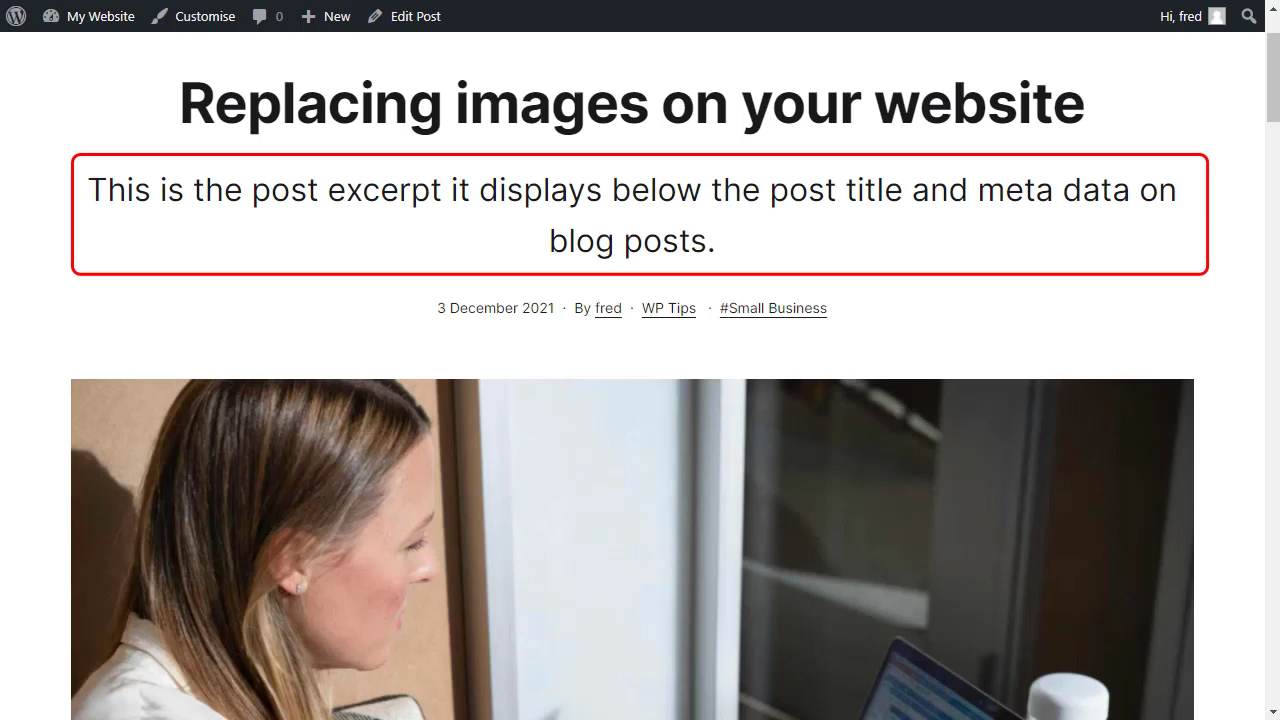 My Website Customise 0 New Edit Post Hi, fred
Replacing images on your website
This is the post excerpt it displays below the post title and meta data on
blog posts.
3 December 2021 · By fred · WP Tips · #Small Business